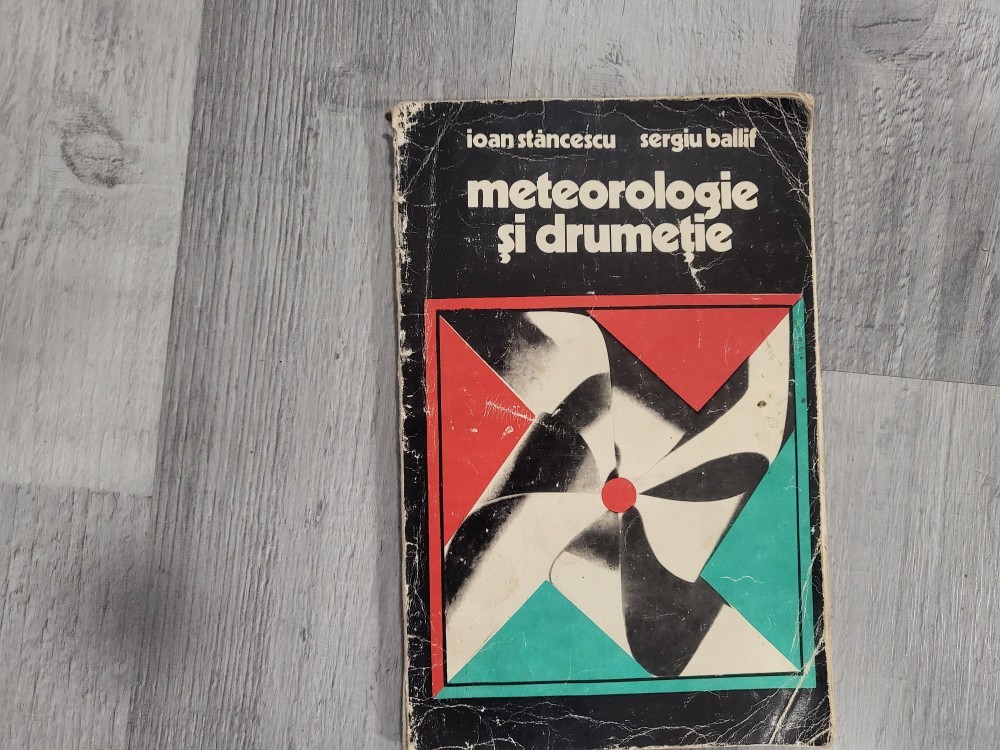 ioan stăncescu sergiu ballif
meteorologie
și drumeție